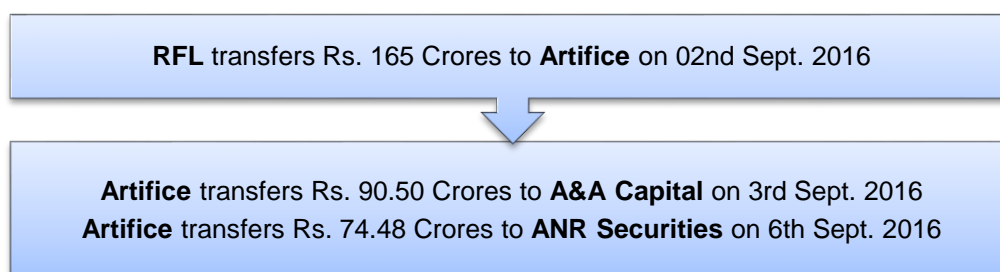 RFL transfers Rs. 165 Crores to Artifice on 02nd Sept. 2016
Artifice transfers Rs. 90.50 Crores to A&A Capital on 3rd Sept. 2016
Artifice transfers Rs. 74.48 Crores to ANR Securities on 6th Sept. 2016